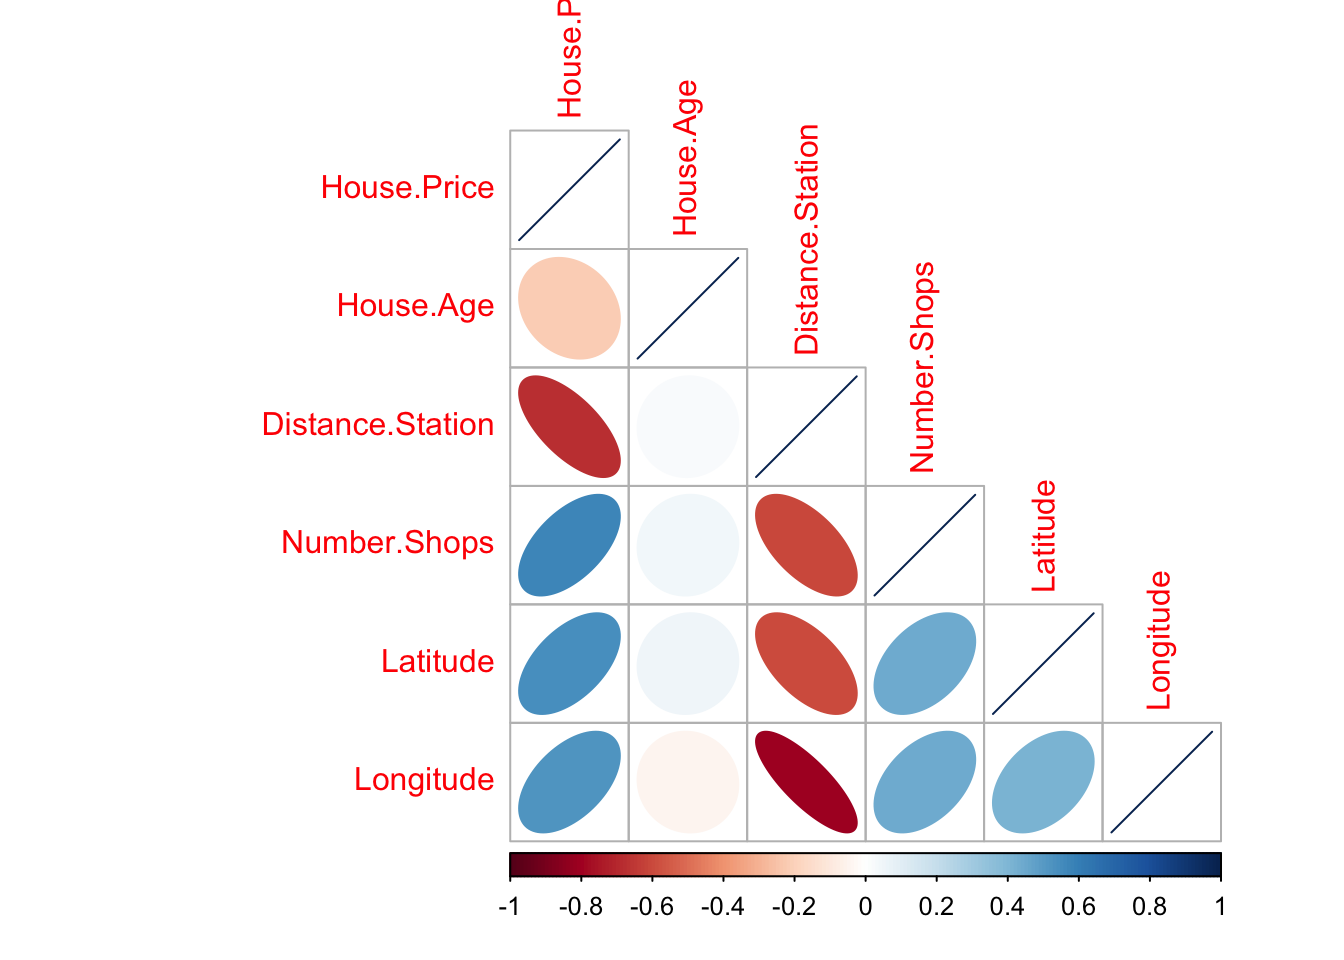 House.P
House.Age
Distance.Station
Number.Shops
Latitude
Longitude
House.Price
House.Age
Distance.Station
Number.Shops
Latitude
Longitude
-1 -0.8 -0.6 -0.4 -0.2 0 0.2 0.4 0.6 0.8 1